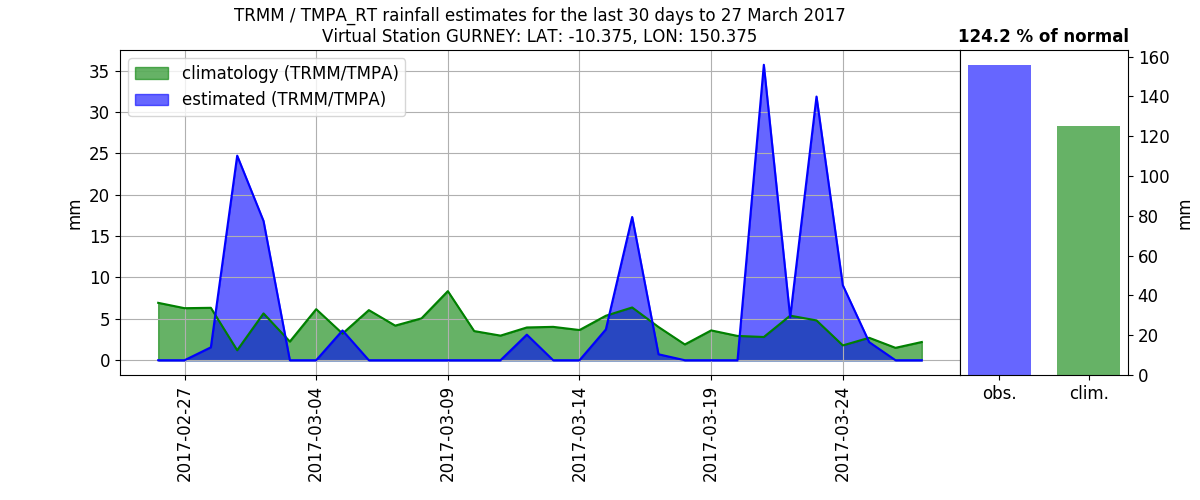 TRMM / TMPA_RT rainfall estimates for the last 30 days to 27 March 2017
Virtual Station GURNEY: LAT: -10.375, LON: 150.375
124.2 % of normal
climatology (TRMM/TMPA)
estimated (TRMM/TMPA)
mm
35
30
25
20
15
10
5
0
2017-02-27
2017-03-04
2017-03-09
2017-03-14
2017-03-19
2017-03-24
160
140
120
100
80
60
40
20
0
mm
obs.
clim.